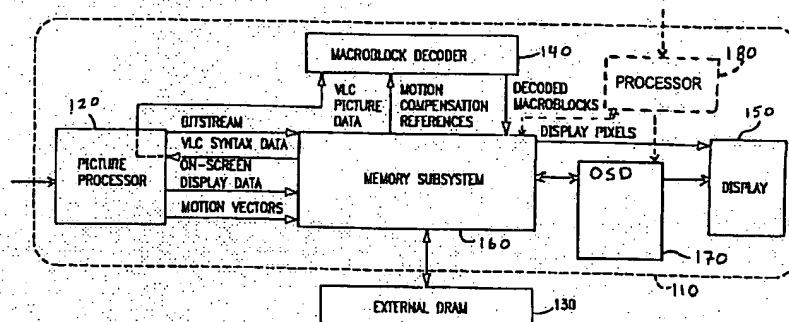 MACROBLOCK DECODER
140
180
PROCESSOR
VLC
PICTURE
DATA
MOTION
COMPENSATION
REFERENCES
DECODED
MACROBLOCKS
120
BITSTREAM
VLC SYNTAX DATA
ON-SCREEN
DISPLAY DATA
MOTION VECTORS
PICTURE
PROCESSOR
MEMORY SUBSYSTEM
160
DISPLAY PIXELS
150
OSD
DISPLAY
170
110
EXTERNAL DRAM
130